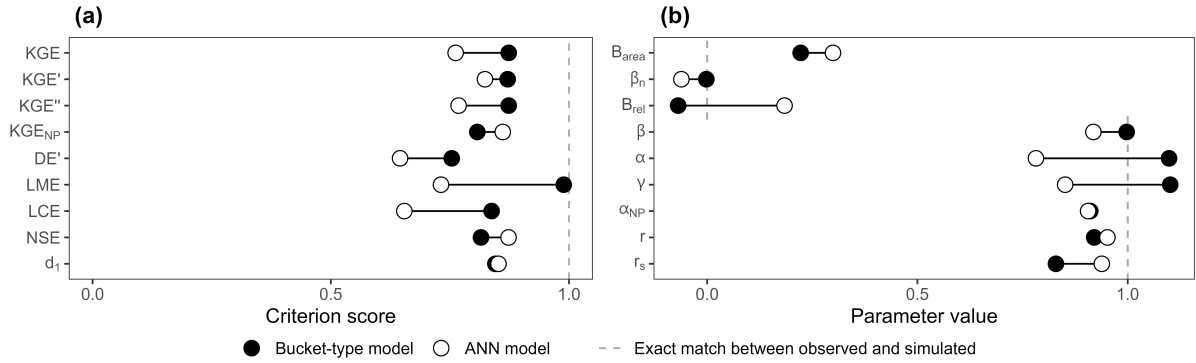 (a)
KGE
KGE'
KGE"
KGE_NP
DE'
LME
LCE
NSE
d₁
0.0 0.5 1.0
Criterion score
(b)
B_area
β_n
B_rel
β
α
γ
α_NP
r
r_s
0.0 0.5 1.0
Parameter value
Bucket-type model ANN model Exact match between observed and simulated